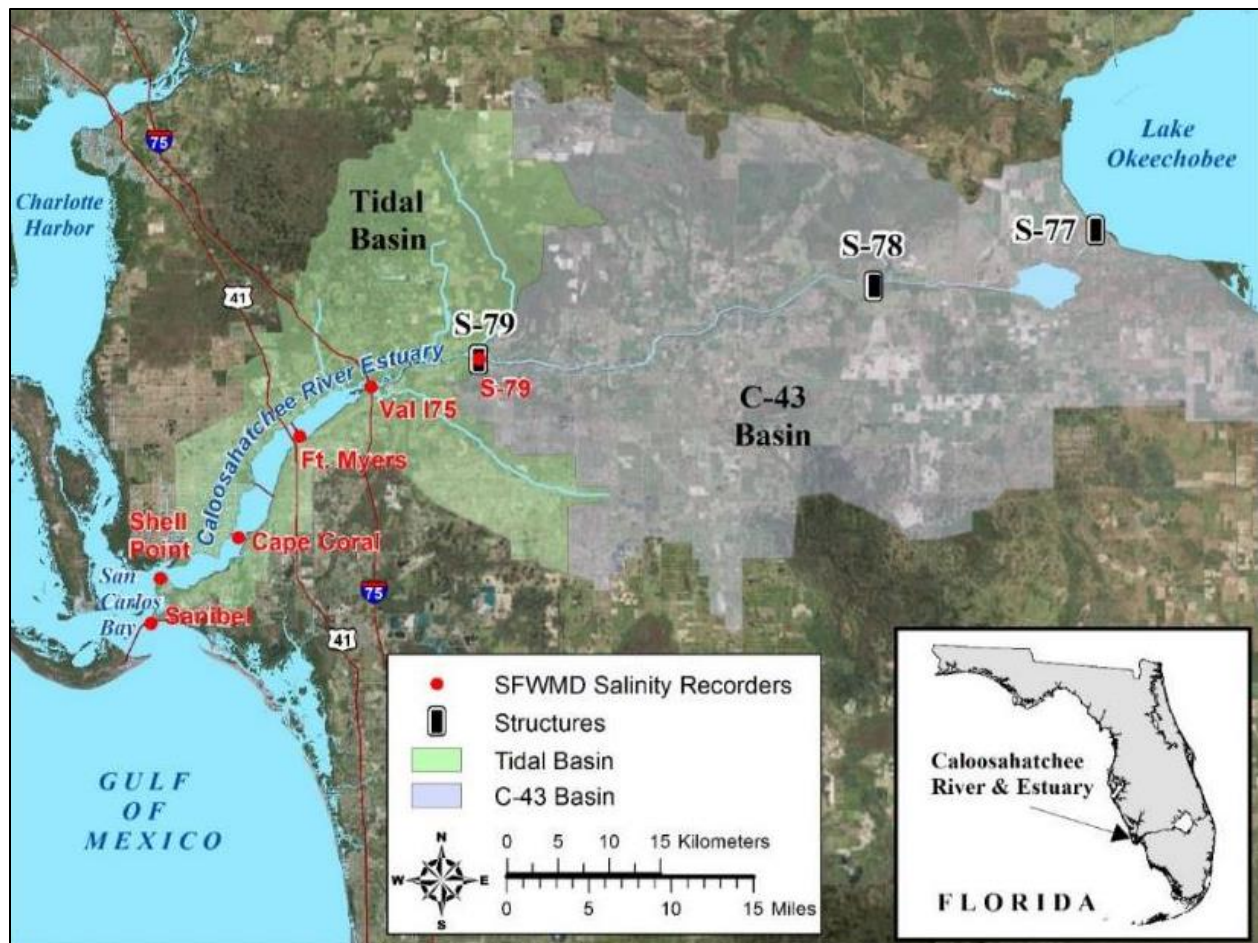 75
Lake
Okeechobee
Charlotte
Harbor
Tidal
Basin
S-77
S-78
41
S-79
S-79
Caloosahatchee River Estuary
Val I75
C-43
Basin
Ft. Myers
Shell
Point
Cape Coral
San
Carlos
Bay
Sanibel
75
41
GULF
OF
MEXICO
SFWMD Salinity Recorders
Structures
Tidal Basin
C-43 Basin
N
W E
S
0 5 10 15 Kilometers
0 5 10 15 Miles
Caloosahatchee
River & Estuary
FLORIDA